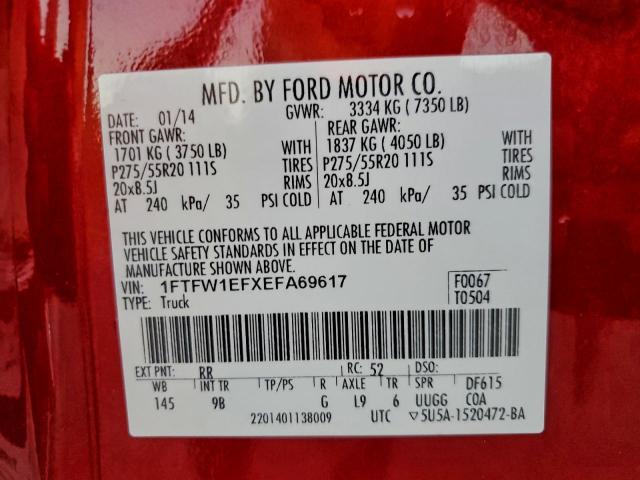 MFD. BY FORD MOTOR CO.
DATE: 01/14 GVWR: 3334 KG ( 7350 LB)
FRONT GAWR: REAR GAWR:
1701 KG ( 3750 LB) WITH 1837 KG ( 4050 LB) WITH
P275/55R20 111S TIRES P275/55R20 111S TIRES
20x8.5J RIMS 20x8.5J RIMS
AT 240 kPa/ 35 PSI COLD AT 240 kPa/ 35 PSI COLD
THIS VEHICLE CONFORMS TO ALL APPLICABLE FEDERAL MOTOR
VEHICLE SAFETY STANDARDS IN EFFECT ON THE DATE OF
MANUFACTURE SHOWN ABOVE.
VIN: 1FTFW1EFXEFA69617 F0067
TYPE: Truck T0504
EXT PNT: RR RC: 52 DSO:
WB INT TR TP/PS R AXLE TR SPR DF615
145 9B G L9 6 UUGG COA
2201401138009 UTC ▽5U5A-1520472-BA